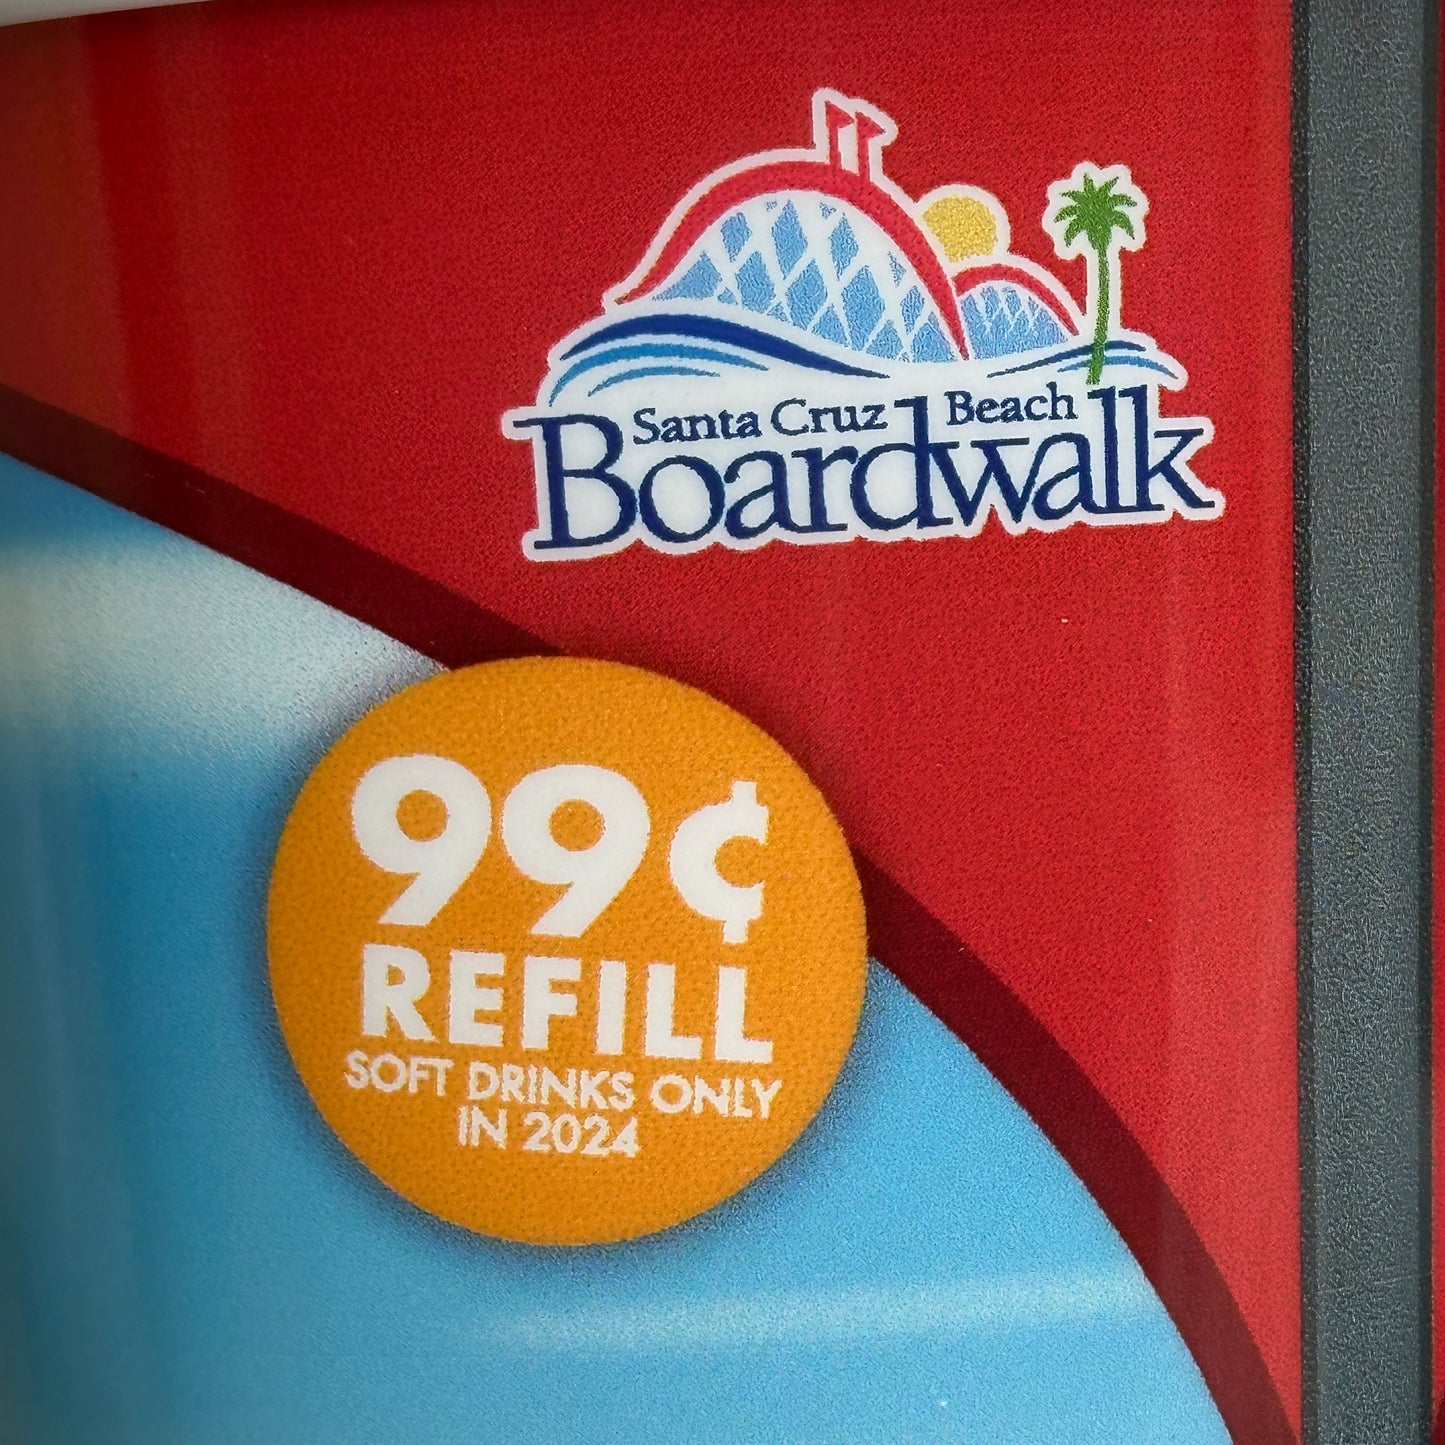 Santa Cruz Beach
Boardwalk
99¢
REFILL
SOFT DRINKS ONLY
IN 2024